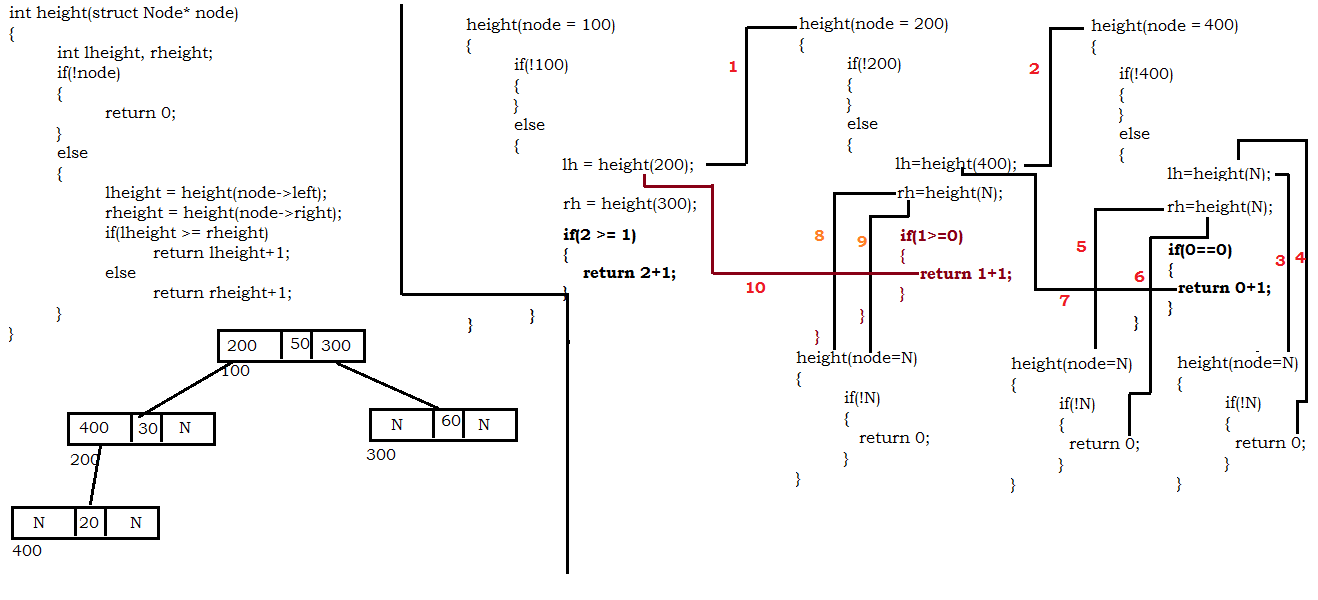 int height(struct Node* node)
{
int lheight, rheight;
if(!node)
{
return 0;
}
else
{
lheight = height(node->left);
rheight = height(node->right);
if(lheight >= rheight)
return lheight+1;
else
return rheight+1;
}
}
200 50 300
100
400 30 N
200
N 60 N
300
N 20 N
400
height(node = 100)
{
if(!100)
{
}
else
{
lh = height(200);
rh = height(300);
if(2 >= 1)
{
return 2+1;
}
}
}
1
10
height(node = 200)
{
if(!200)
{
}
else
{
lh=height(400);
rh=height(N);
if(1>=0)
{
return 1+1;
}
}
}
8
9
2
height(node = 400)
{
if(!400)
{
}
else
{
lh=height(N);
rh=height(N);
if(0==0)
{
return 0+1;
}
}
5
6
7
3
4
height(node=N)
{
if(!N)
{
return 0;
}
}
height(node=N)
{
if(!N)
{
return 0;
}
}
height(node=N)
{
if(!N)
{
return 0;
}
}